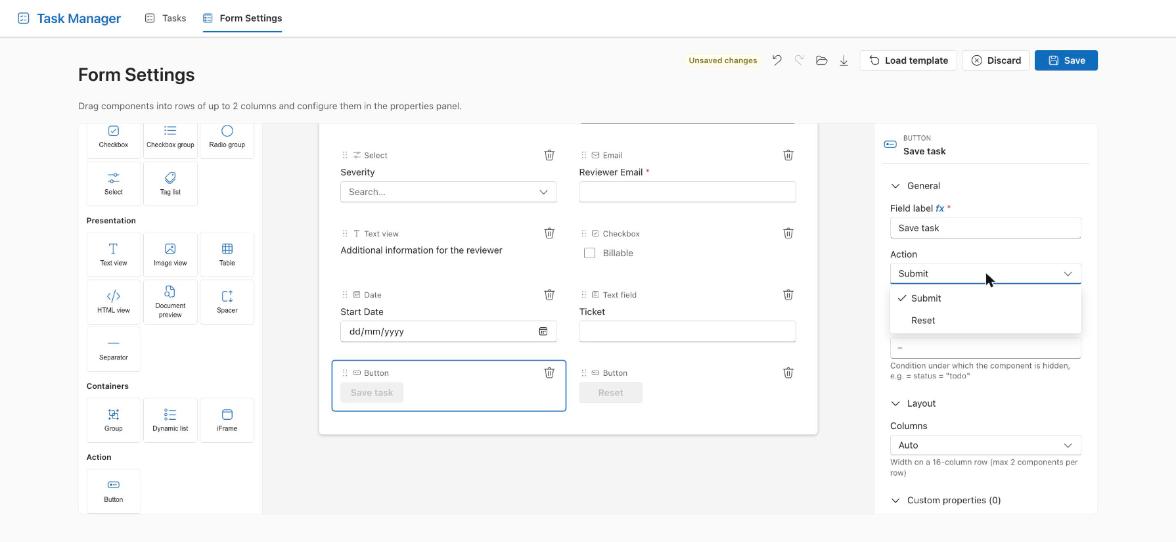 Task Manager
Tasks
Form Settings
Form Settings
Unsaved changes
Load template
Discard
Save
Drag components into rows of up to 2 columns and configure them in the properties panel.
Checkbox
Checkbox group
Radio group
Select
Tag list
Presentation
Text view
Image view
Table
HTML view
Document preview
Spacer
Separator
Containers
Group
Dynamic list
iFrame
Action
Button
Select
Severity
Search...
Email
Reviewer Email *
Text view
Additional information for the reviewer
Checkbox
Billable
Date
Start Date
dd/mm/yyyy
Text field
Ticket
Button
Save task
Button
Reset
BUTTON
Save task
General
Field label fx *
Save task
Action
Submit
Submit
Reset
=
Condition under which the component is hidden,
e.g. = status = "todo"
Layout
Columns
Auto
Width on a 16-column row (max 2 components per
row)
Custom properties (0)